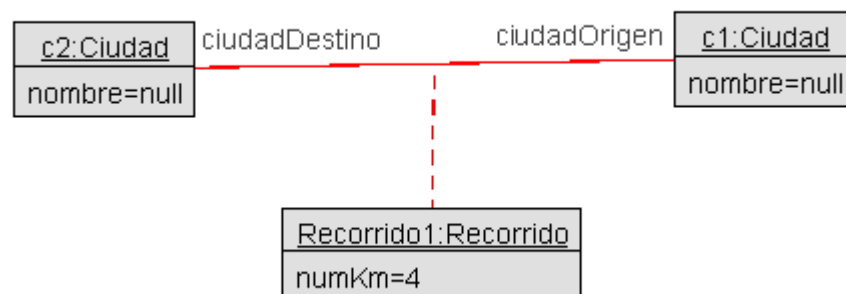 c2:Ciudad
nombre=null
ciudadDestino
ciudadOrigen
c1:Ciudad
nombre=null
Recorrido1:Recorrido
numKm=4